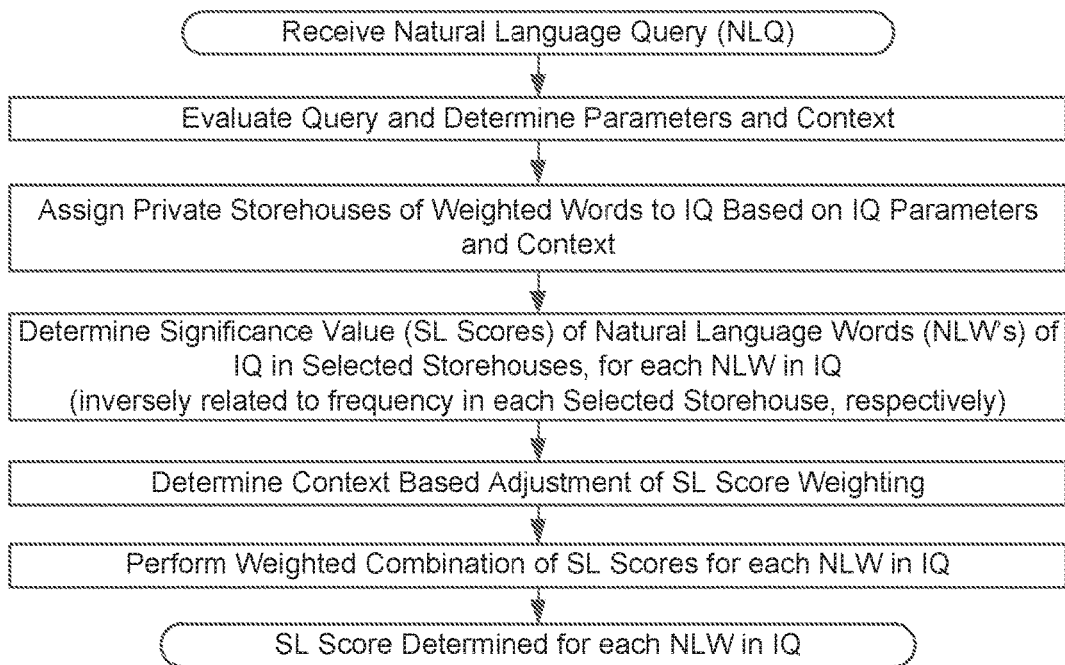 Receive Natural Language Query (NLQ)
Evaluate Query and Determine Parameters and Context
Assign Private Storehouses of Weighted Words to IQ Based on IQ Parameters
and Context
Determine Significance Value (SL Scores) of Natural Language Words (NLW's) of
IQ in Selected Storehouses, for each NLW in IQ
(inversely related to frequency in each Selected Storehouse, respectively)
Determine Context Based Adjustment of SL Score Weighting
Perform Weighted Combination of SL Scores for each NLW in IQ
SL Score Determined for each NLW in IQ